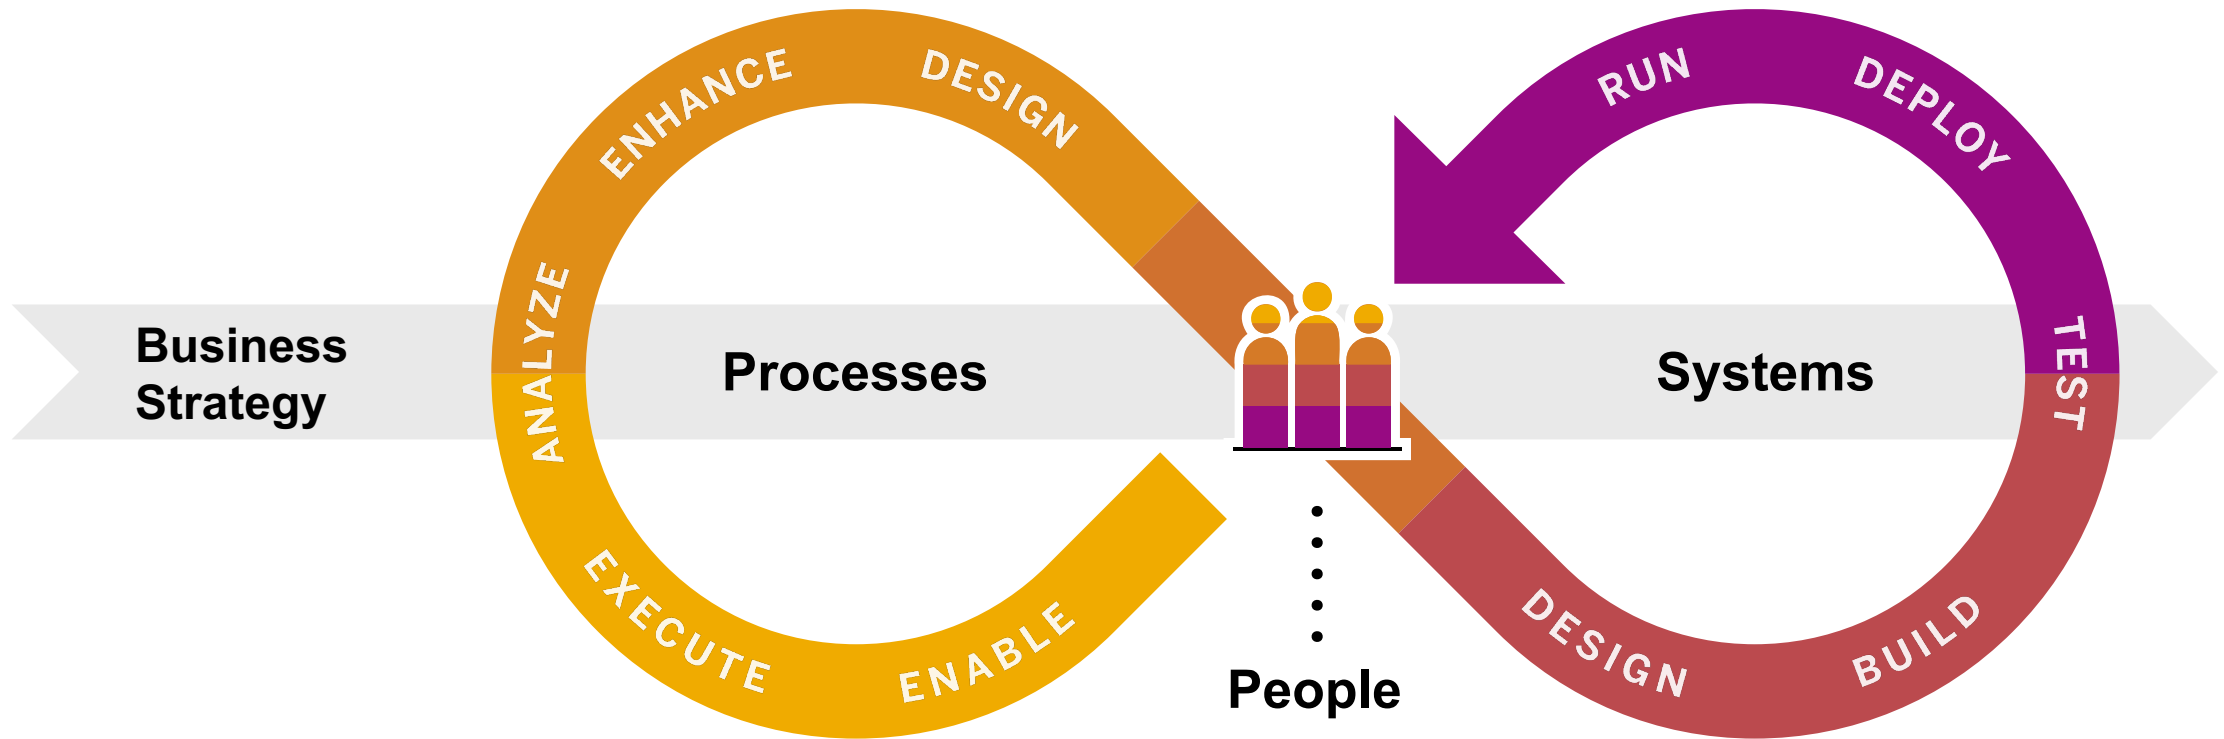 ENABLE
EXECUTE
ANALYZE
ENHANCE
DESIGN
DESIGN
BUILD
TEST
DEPLOY
RUN
Business
Strategy
Processes
Systems
People